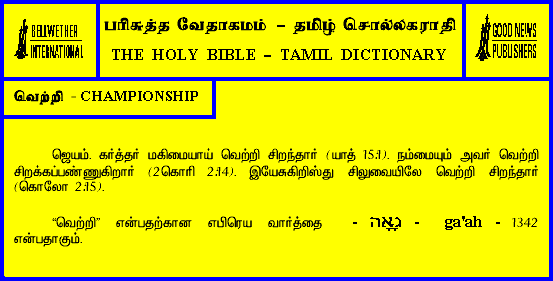 BELLWETHER
INTERNATIONAL
பரிசுத்த வேதாகமம் – தமிழ் சொல்லகராதி
THE HOLY BIBLE – TAMIL DICTIONARY
GOOD NEWS
PUBLISHERS
வெற்றி - CHAMPIONSHIP
ஜெயம். கர்த்தர் மகிமையாய் வெற்றி சிறந்தார் (யாத் 15:1). நம்மையும் அவர் வெற்றி
சிறக்கப்பண்ணுகிறார் (2கொரி 2:14). இயேசுகிறிஸ்து சிலுவையிலே வெற்றி சிறந்தார்
(கொலோ 2:15).
“வெற்றி” என்பதற்கான எபிரெய வார்த்தை - גָּאָה - ga'ah - 1342
என்பதாகும்.